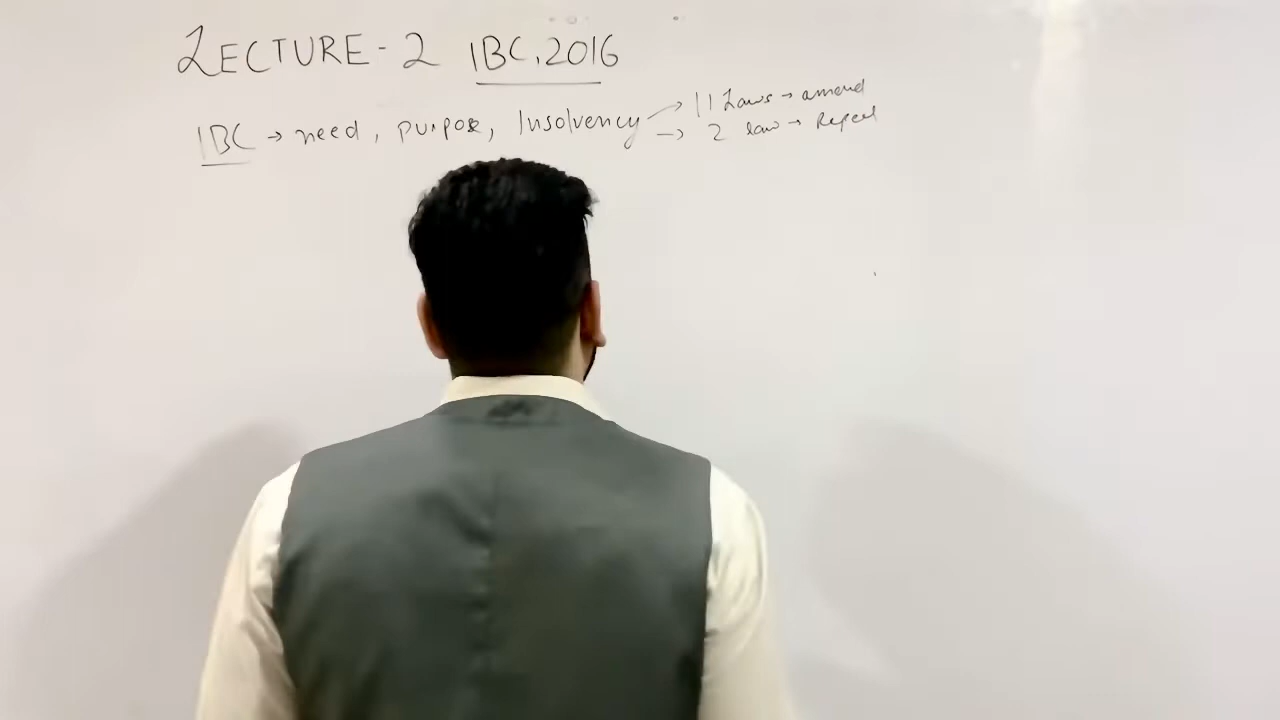 LECTURE-2 IBC,2016
IBC → need, purpose, Insolvency → 11 Laws → amend
→ 2 law → Repeal